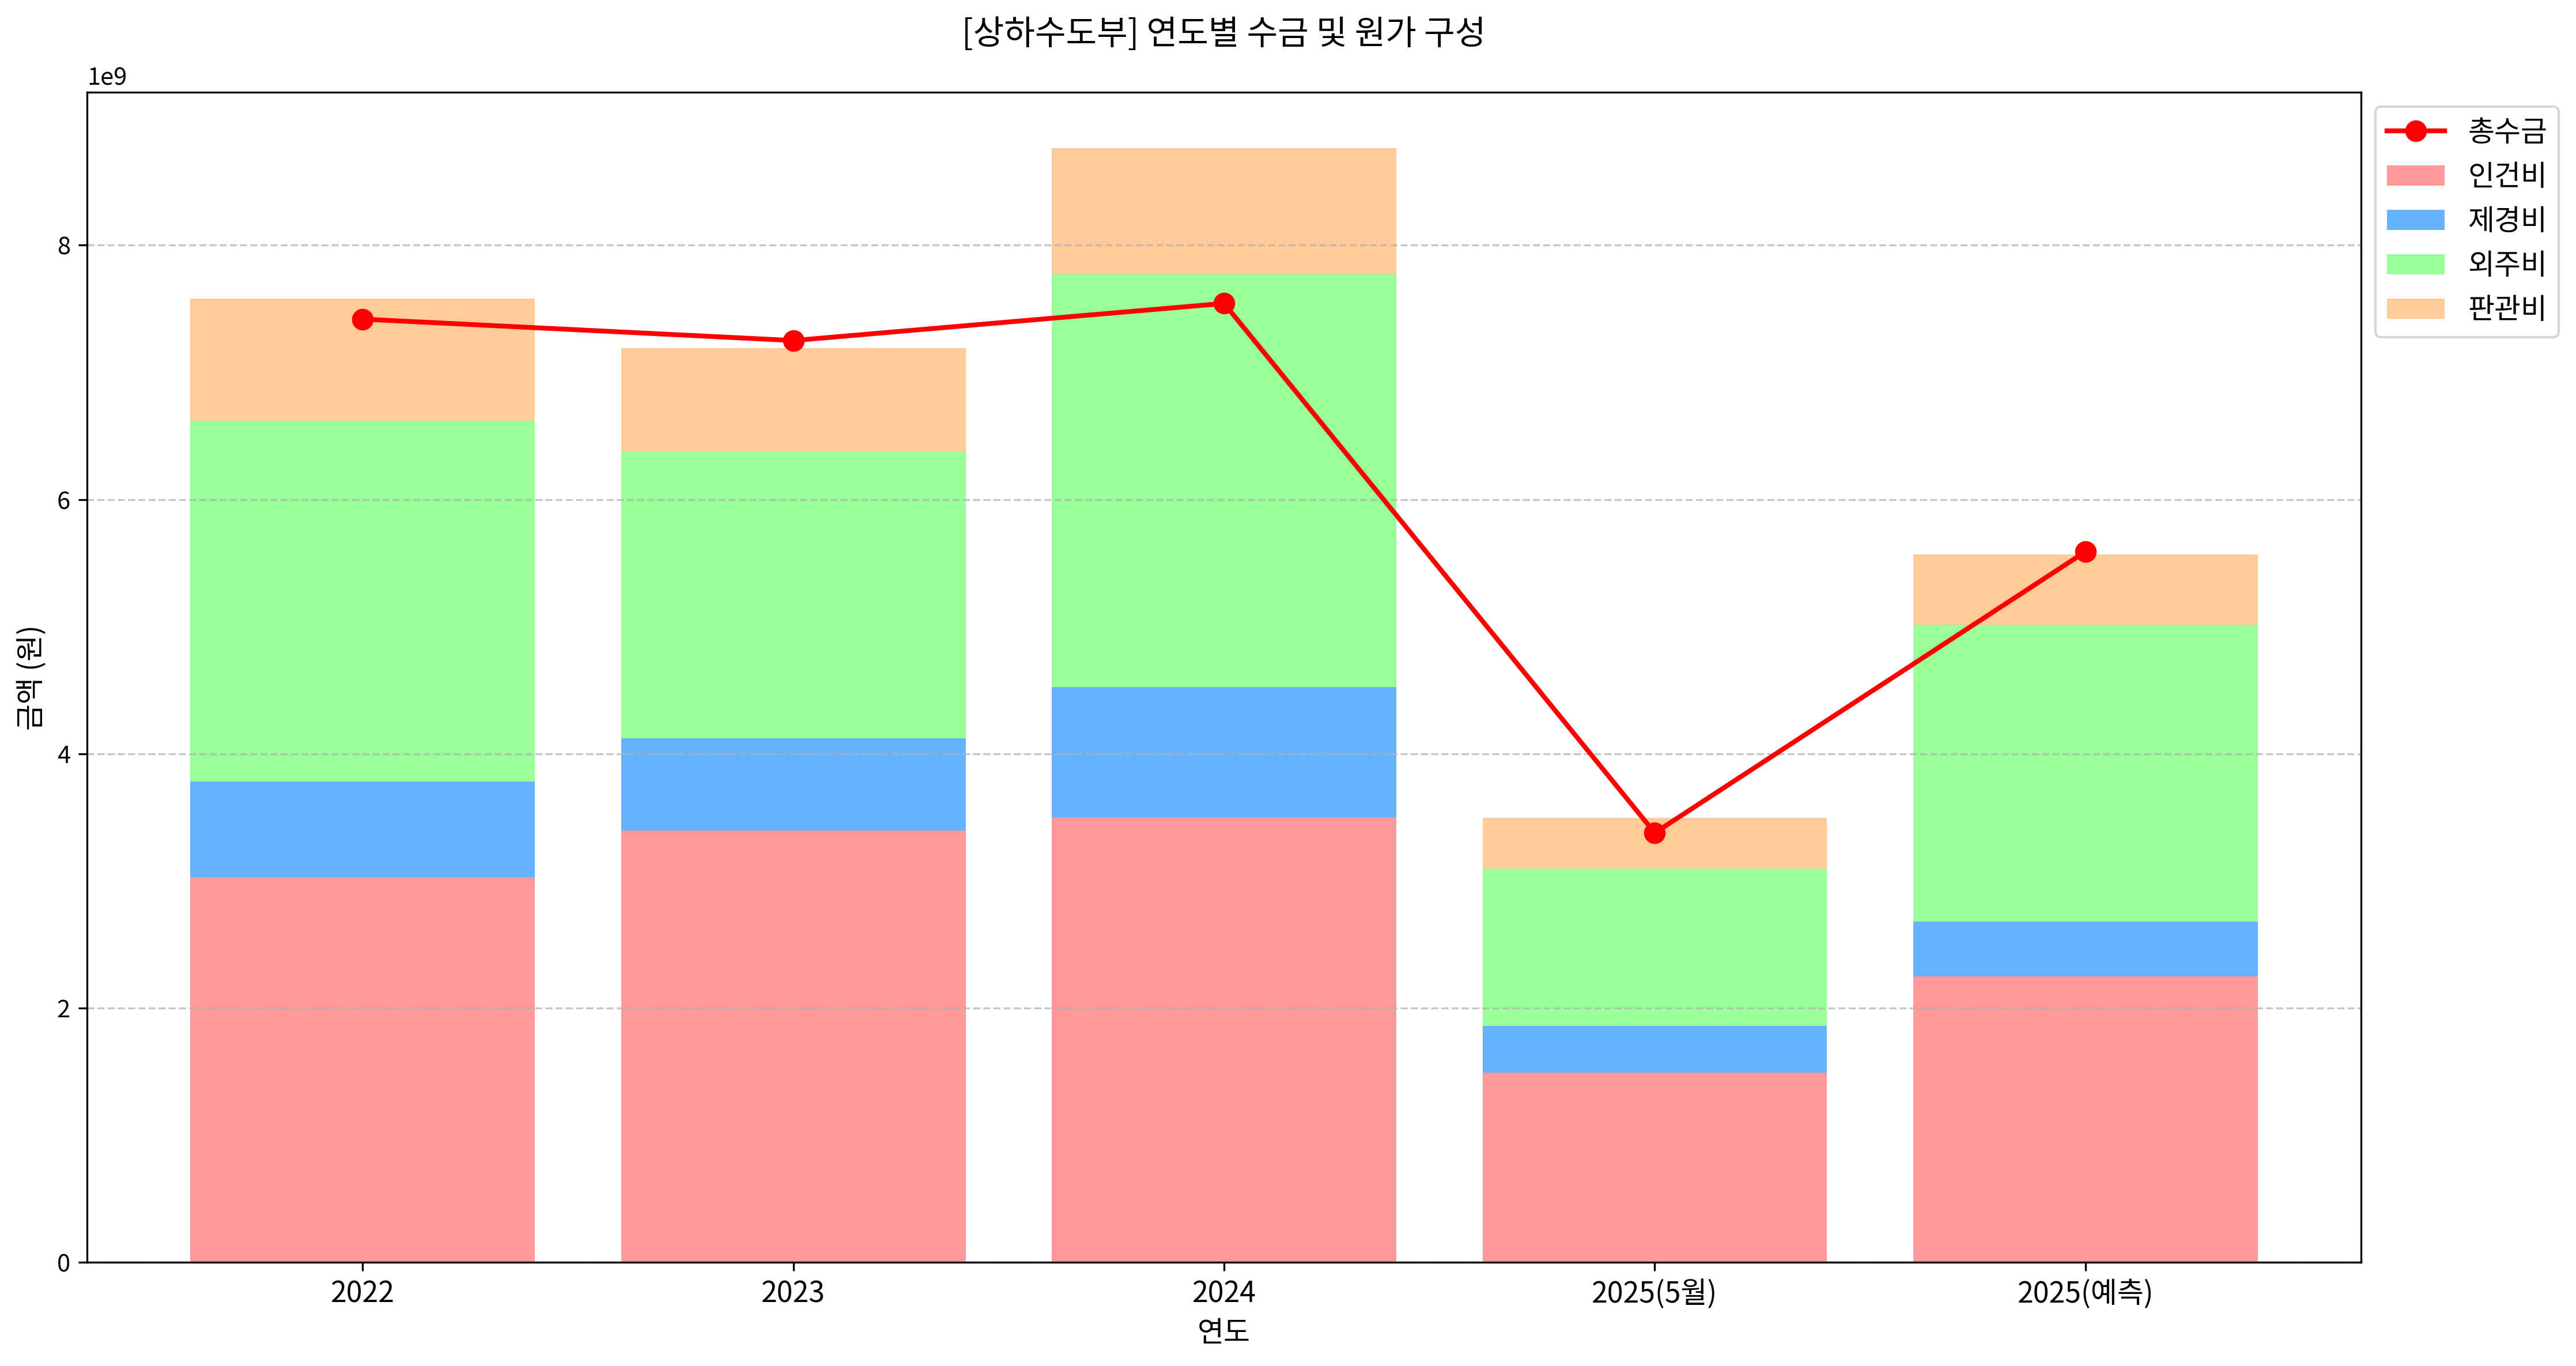 [상하수도부] 연도별 수금 및 원가 구성
1e9
8
6
4
2
0
금액 (원)
2022
2023
2024
2025(5월)
2025(예측)
연도
총수금
인건비
제경비
외주비
판관비